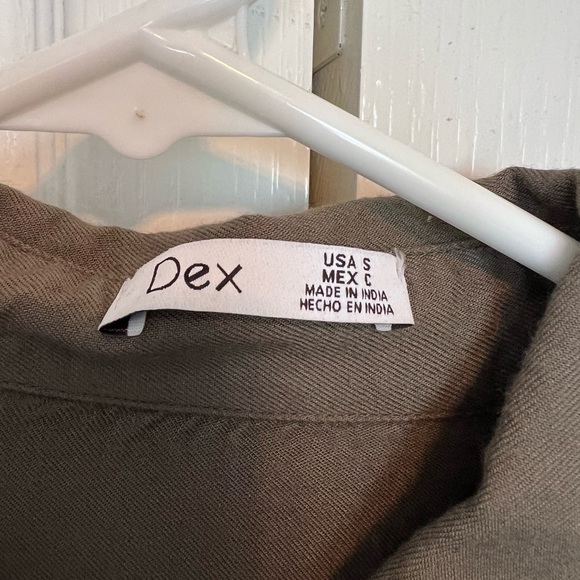 Dex
USA S
MEX C
MADE IN INDIA
HECHO EN INDIA